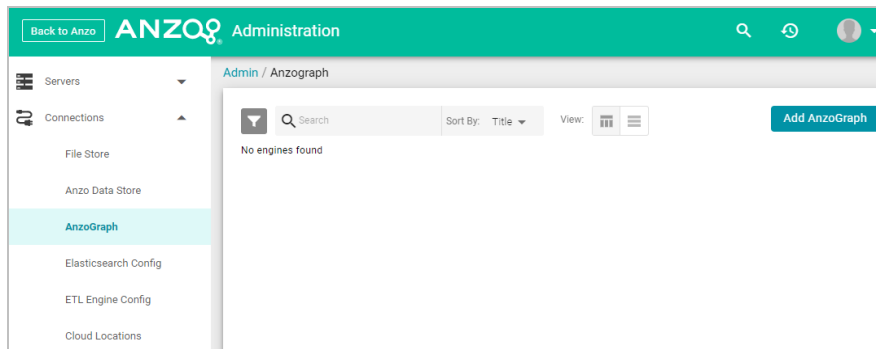 Back to Anzo ANZO Administration
Servers
Connections
File Store
Anzo Data Store
AnzoGraph
Elasticsearch Config
ETL Engine Config
Cloud Locations
Admin / Anzograph
Search Sort By: Title View: Add AnzoGraph
No engines found